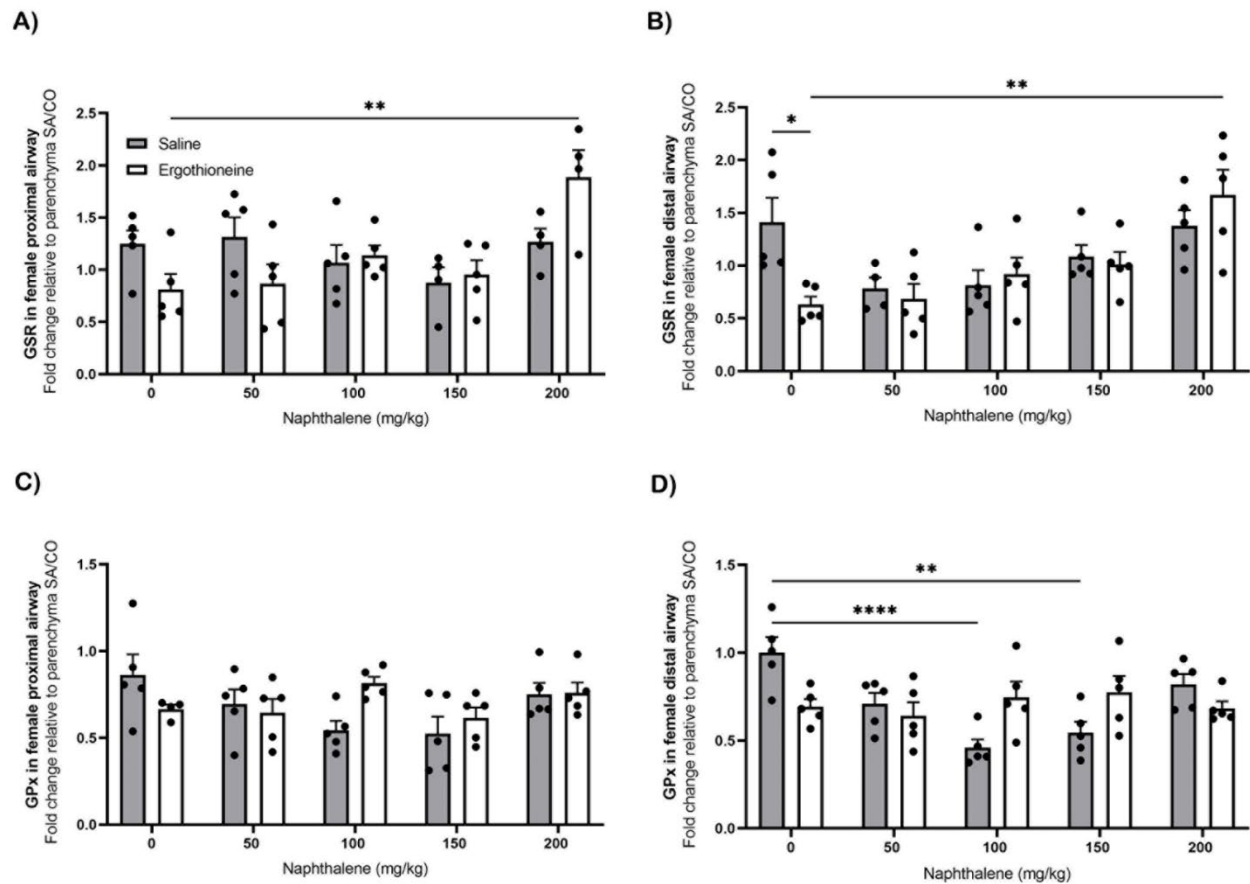 A)
GSR in female proximal airway
Fold change relative to parenchyma SA/CO
2.5
2.0
1.5
1.0
0.5
0.0
**
Saline
Ergothioneine
0 50 100 150 200
Naphthalene (mg/kg)
B)
GSR in female distal airway
Fold change relative to parenchyma SA/CO
2.5
2.0
1.5
1.0
0.5
0.0
**
*
0 50 100 150 200
Naphthalene (mg/kg)
C)
GPx in female proximal airway
Fold change relative to parenchyma SA/CO
1.5
1.0
0.5
0.0
0 50 100 150 200
Naphthalene (mg/kg)
D)
GPx in female distal airway
Fold change relative to parenchyma SA/CO
1.5
1.0
0.5
0.0
**
****
0 50 100 150 200
Naphthalene (mg/kg)